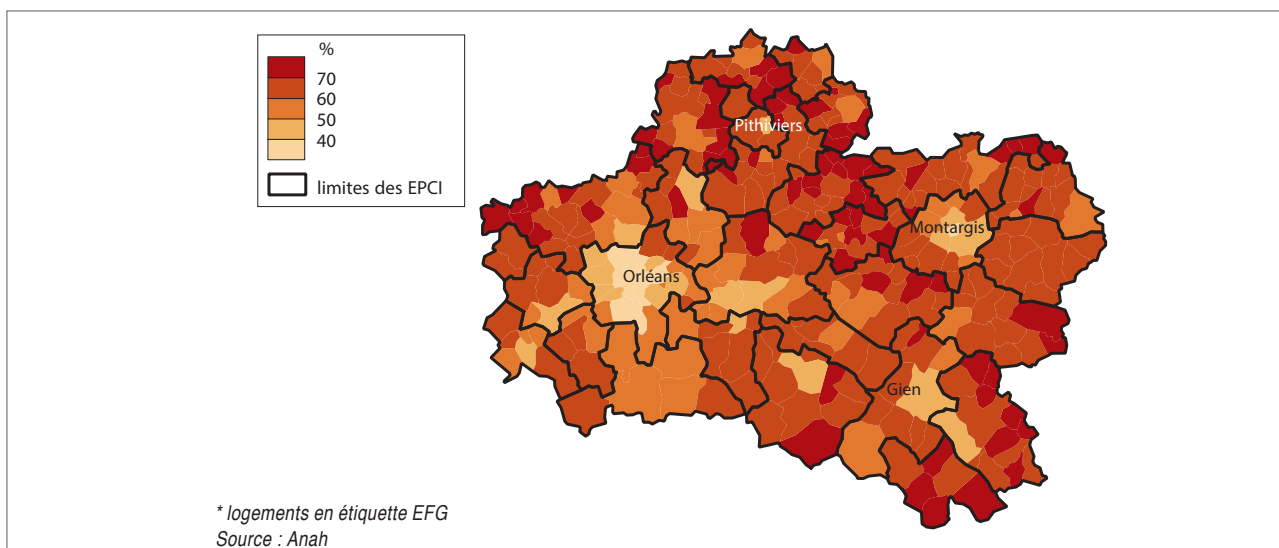 %
70
60
50
40
limites des EPCI
Pithiviers
Montargis
Orléans
Gien
* logements en étiquette EFG
Source : Anah